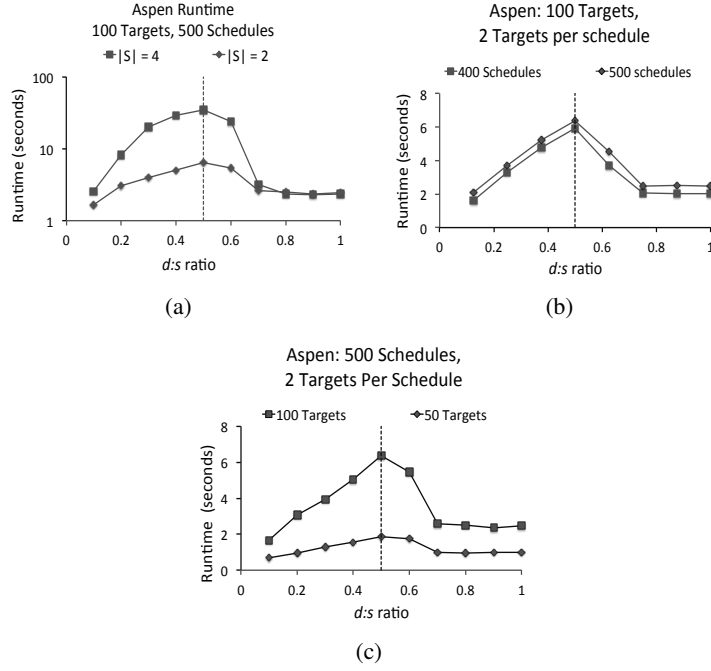 Aspen Runtime
100 Targets, 500 Schedules
|S| = 4 |S| = 2
Runtime (seconds)
100
10
1
0 0.2 0.4 0.6 0.8 1
d:s ratio
(a)
Aspen: 100 Targets,
2 Targets per schedule
400 Schedules 500 schedules
Runtime (seconds)
8
6
4
2
0
0 0.2 0.4 0.6 0.8 1
d:s ratio
(b)
Aspen: 500 Schedules,
2 Targets Per Schedule
100 Targets 50 Targets
Runtime (seconds)
8
6
4
2
0
0 0.2 0.4 0.6 0.8 1
d:s ratio
(c)